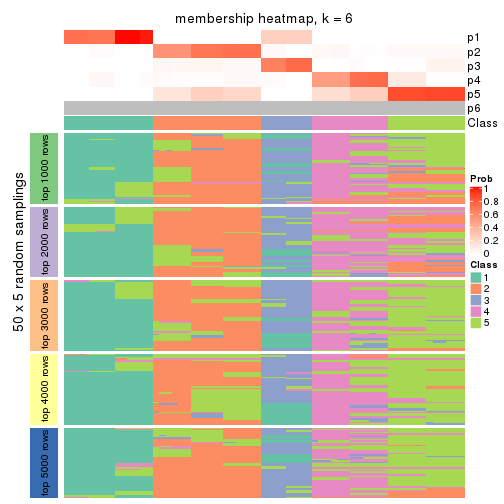 membership heatmap, k = 6
p1
p2
p3
p4
p5
p6
Class
50 x 5 random samplings
top 1000 rows
top 2000 rows
top 3000 rows
top 4000 rows
top 5000 rows
Prob
1
0.8
0.6
0.4
0.2
0
Class
1
2
3
4
5